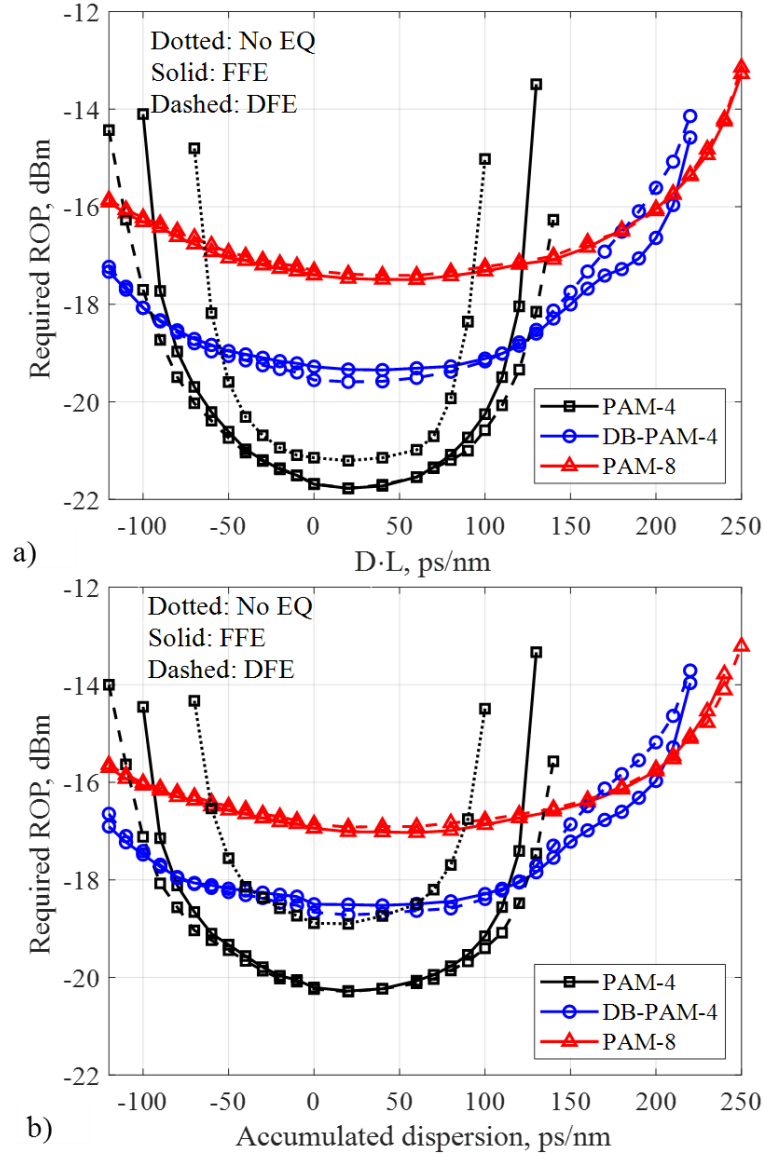 -12
-14
-16
-18
-20
-22
Required ROP, dBm
Dotted: No EQ
Solid: FFE
Dashed: DFE
PAM-4
DB-PAM-4
PAM-8
-100 -50 0 50 100 150 200 250
D·L, ps/nm
a)
-12
-14
-16
-18
-20
-22
Required ROP, dBm
Dotted: No EQ
Solid: FFE
Dashed: DFE
PAM-4
DB-PAM-4
PAM-8
-100 -50 0 50 100 150 200 250
Accumulated dispersion, ps/nm
b)